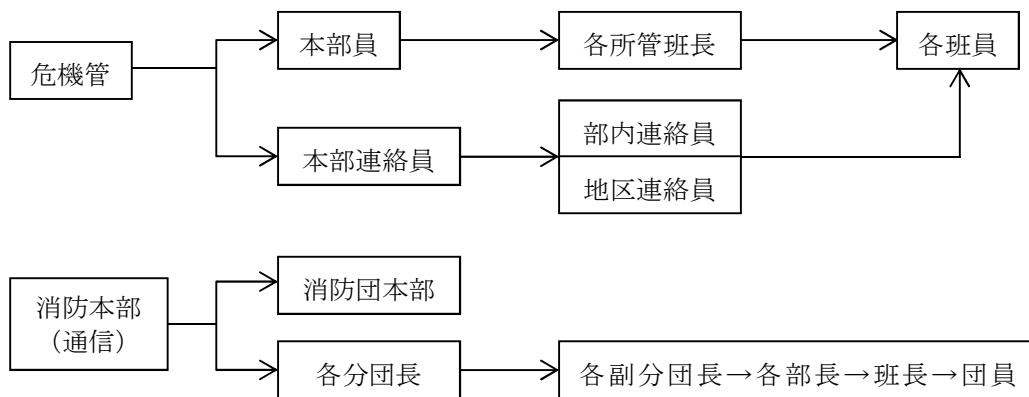 危機管
本部員
各所管班長
各班員
本部連絡員
部内連絡員
地区連絡員
消防本部
（通信）
消防団本部
各分団長
各副分団長→各部長→班長→団員